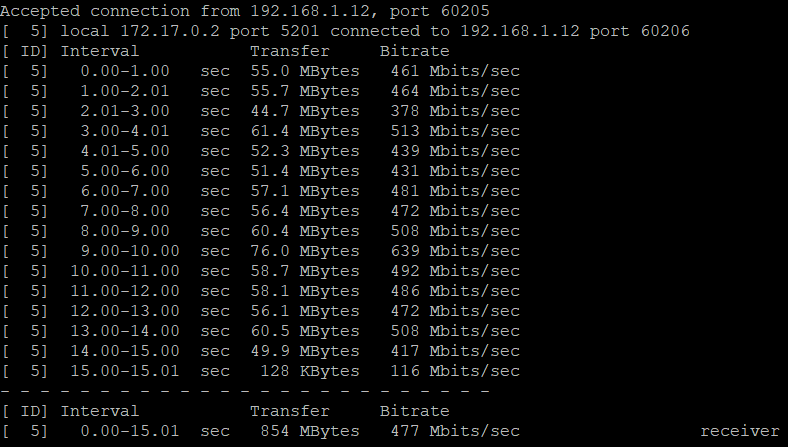 Accepted connection from 192.168.1.12, port 60205
[  5] local 172.17.0.2 port 5201 connected to 192.168.1.12 port 60206
[ ID] Interval           Transfer     Bitrate
[  5]   0.00-1.00   sec  55.0 MBytes   461 Mbits/sec
[  5]   1.00-2.01   sec  55.7 MBytes   464 Mbits/sec
[  5]   2.01-3.00   sec  44.7 MBytes   378 Mbits/sec
[  5]   3.00-4.01   sec  61.4 MBytes   513 Mbits/sec
[  5]   4.01-5.00   sec  52.3 MBytes   439 Mbits/sec
[  5]   5.00-6.00   sec  51.4 MBytes   431 Mbits/sec
[  5]   6.00-7.00   sec  57.1 MBytes   481 Mbits/sec
[  5]   7.00-8.00   sec  56.4 MBytes   472 Mbits/sec
[  5]   8.00-9.00   sec  60.4 MBytes   508 Mbits/sec
[  5]   9.00-10.00  sec  76.0 MBytes   639 Mbits/sec
[  5]  10.00-11.00  sec  58.7 MBytes   492 Mbits/sec
[  5]  11.00-12.00  sec  58.1 MBytes   486 Mbits/sec
[  5]  12.00-13.00  sec  56.1 MBytes   472 Mbits/sec
[  5]  13.00-14.00  sec  60.5 MBytes   508 Mbits/sec
[  5]  14.00-15.00  sec  49.9 MBytes   417 Mbits/sec
[  5]  15.00-15.01  sec   128 KBytes   116 Mbits/sec
- - - - - - - - - - - - - - - - - - - - - - - - -
[ ID] Interval           Transfer     Bitrate
[  5]   0.00-15.01  sec   854 MBytes   477 Mbits/sec                  receiver